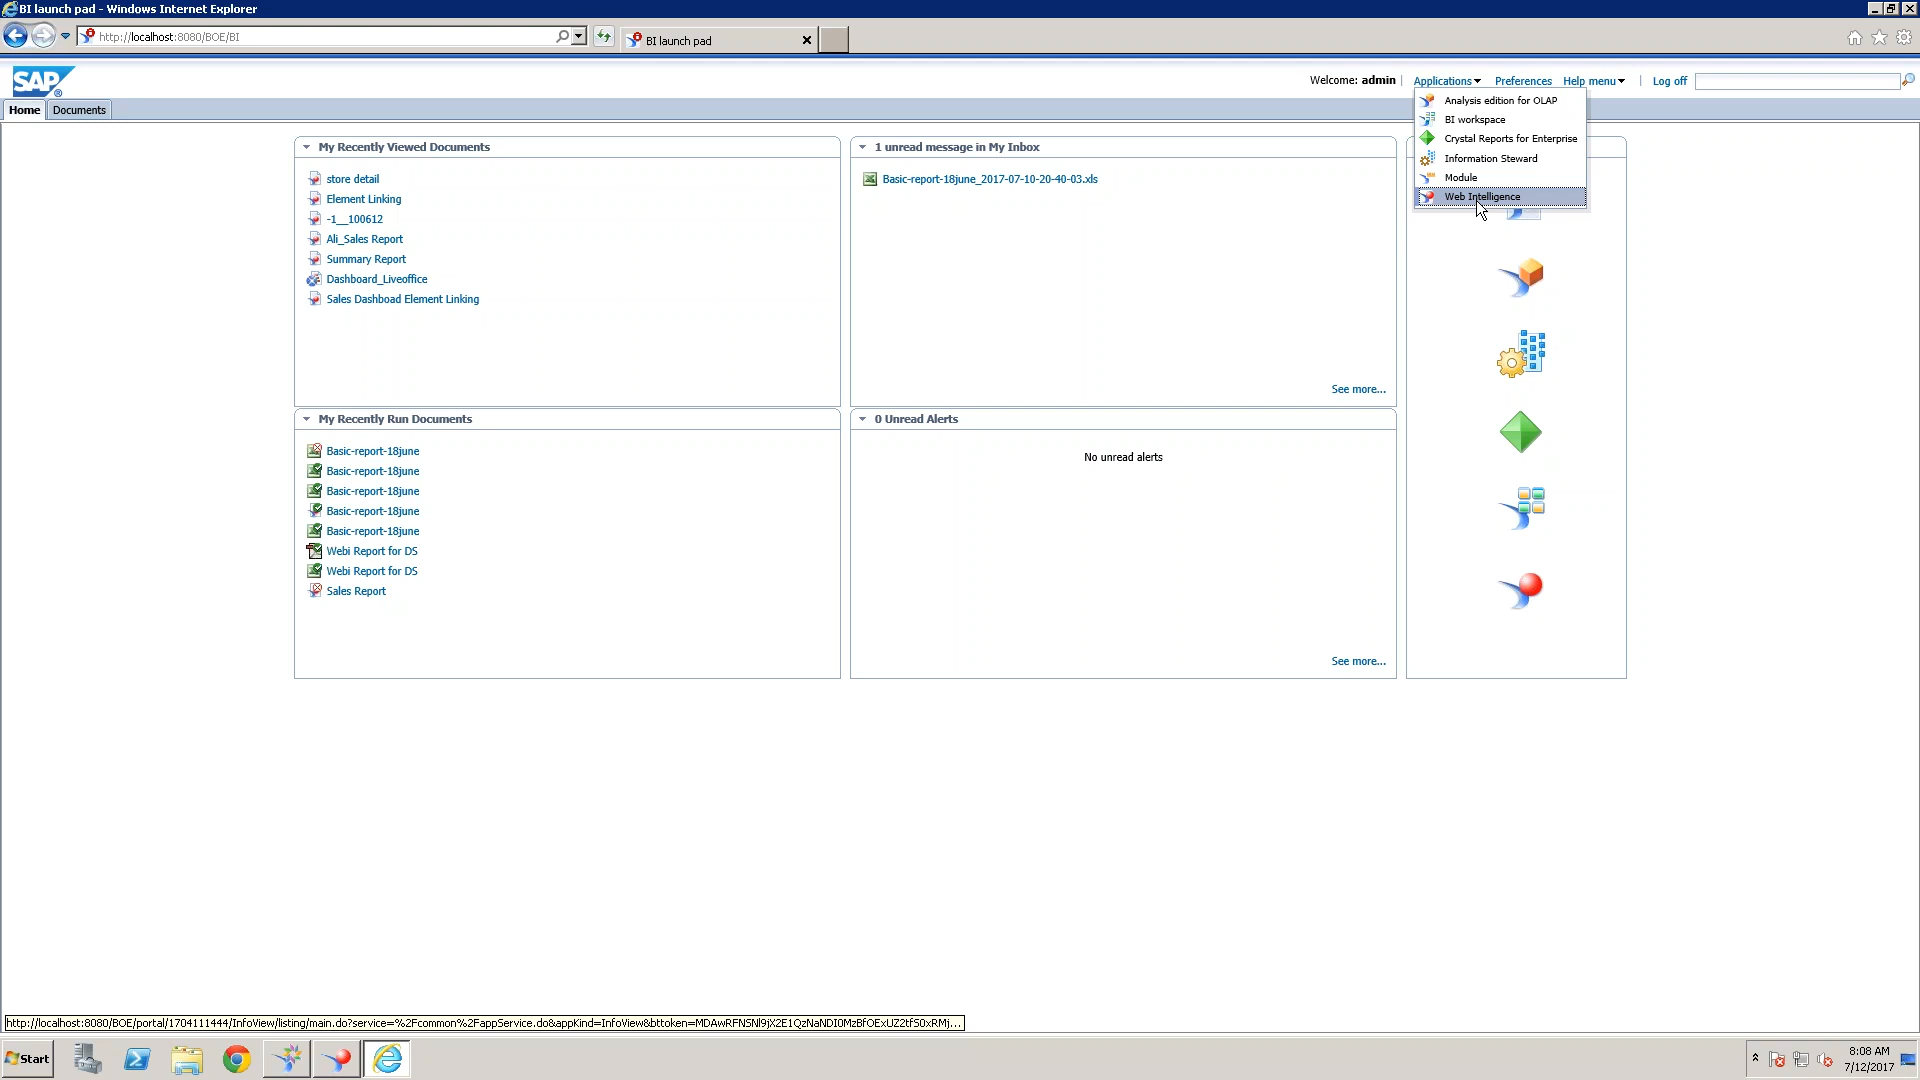 BI launch pad - Windows Internet Explorer
http://localhost:8080/BOE/BI
BI launch pad
SAP
Welcome: admin
Applications
Preferences
Help menu
Log off
Home
Documents
Analysis edition for OLAP
BI workspace
Crystal Reports for Enterprise
Information Steward
Module
Web Intelligence
My Recently Viewed Documents
store detail
Element Linking
-1__100612
Ali_Sales Report
Summary Report
Dashboard_Liveoffice
Sales Dashboad Element Linking
1 unread message in My Inbox
Basic-report-18june_2017-07-10-20-40-03.xls
See more...
My Recently Run Documents
Basic-report-18june
Basic-report-18june
Basic-report-18june
Basic-report-18june
Basic-report-18june
Webi Report for DS
Webi Report for DS
Sales Report
0 Unread Alerts
No unread alerts
See more...
Start
8:08 AM
7/12/2017